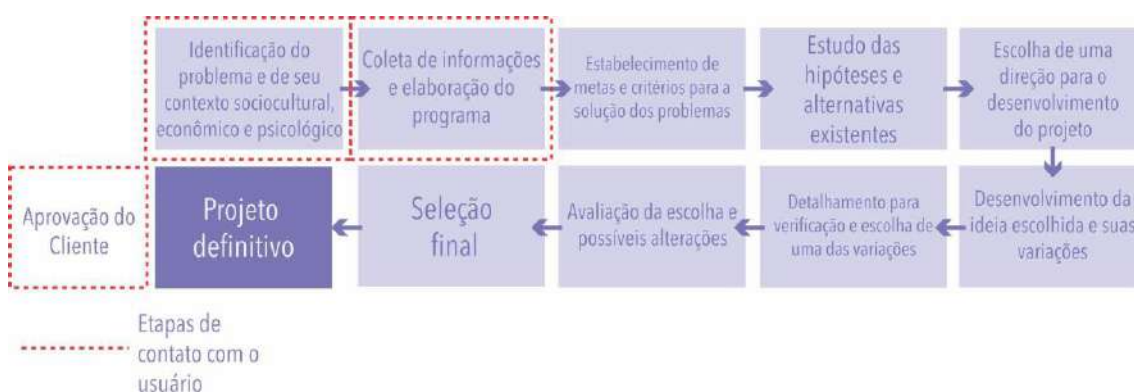 Identificação do
problema e de seu
contexto sociocultural,
econômico e psicológico
Coleta de informações
e elaboração do
programa
Estabelecimento de
metas e critérios para a
solução dos problemas
Estudo das
hipóteses e
alternativas
existentes
Escolha de uma
direção para o
desenvolvimento
do projeto
Desenvolvimento da
ideia escolhida e suas
variações
Detalhamento para
verificação e escolha de
uma das variações
Avaliação da escolha e
possíveis alterações
Seleção
final
Projeto
definitivo
Aprovação do
Cliente
Etapas de
contato com o
usuário